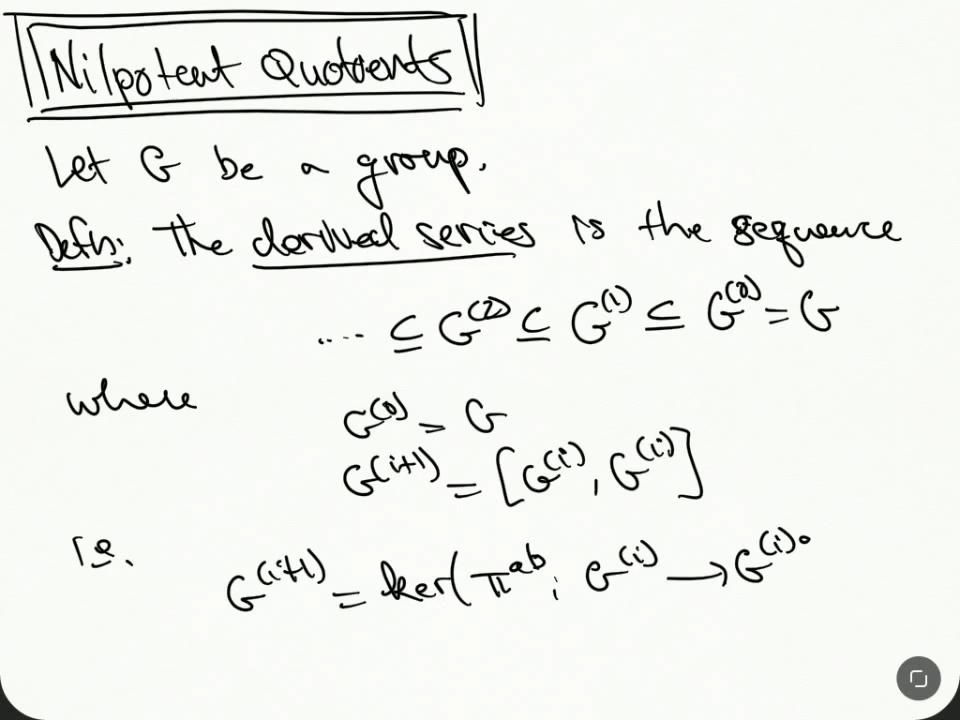 Nilpotent Quotients
Let G be a group.
Defn: The derived series is the sequence
.... ⊆ G^(2) ⊆ G^(1) ⊆ G^(0) = G
where G^(0) = G
G^(i+1) = [G^(i), G^(i)]
I.e.
G^(i+1) = ker(π^ab : G^(i) → G^(i)